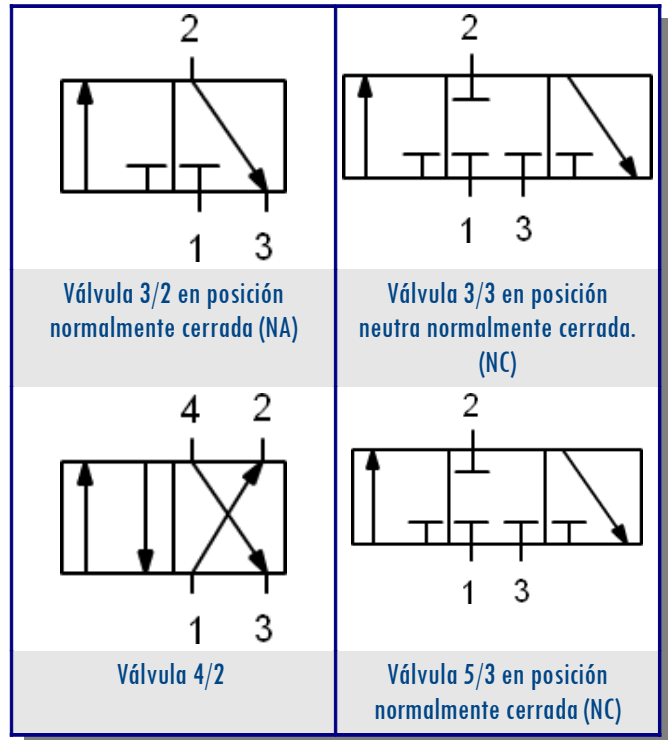 2
1 3
Válvula 3/2 en posición
normalmente cerrada (NA)
2
1 3
Válvula 3/3 en posición
neutra normalmente cerrada.
(NC)
4 2
1 3
Válvula 4/2
2
1 3
Válvula 5/3 en posición
normalmente cerrada (NC)